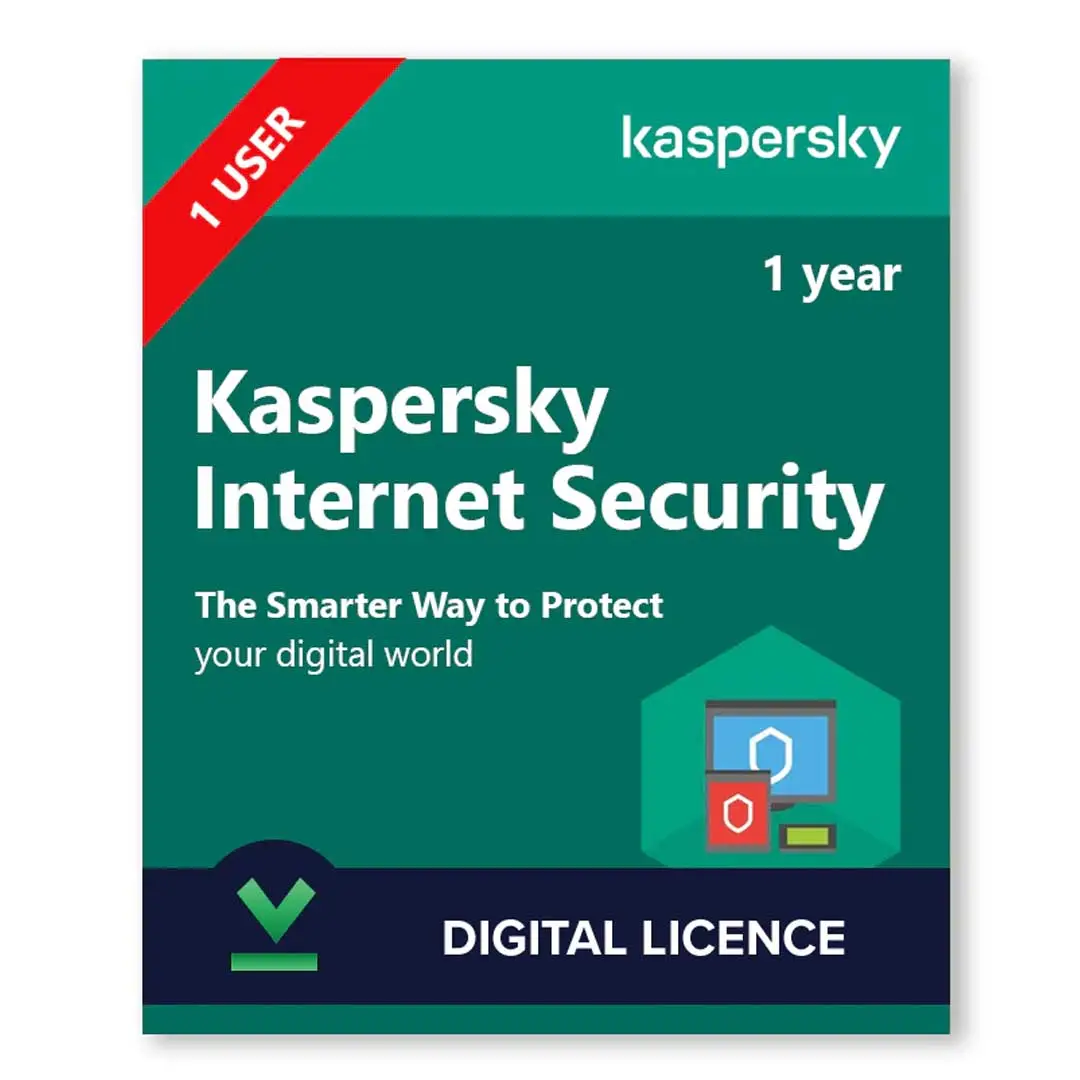 1 USER
kaspersky
1 year
Kaspersky
Internet Security
The Smarter Way to Protect
your digital world
DIGITAL LICENCE